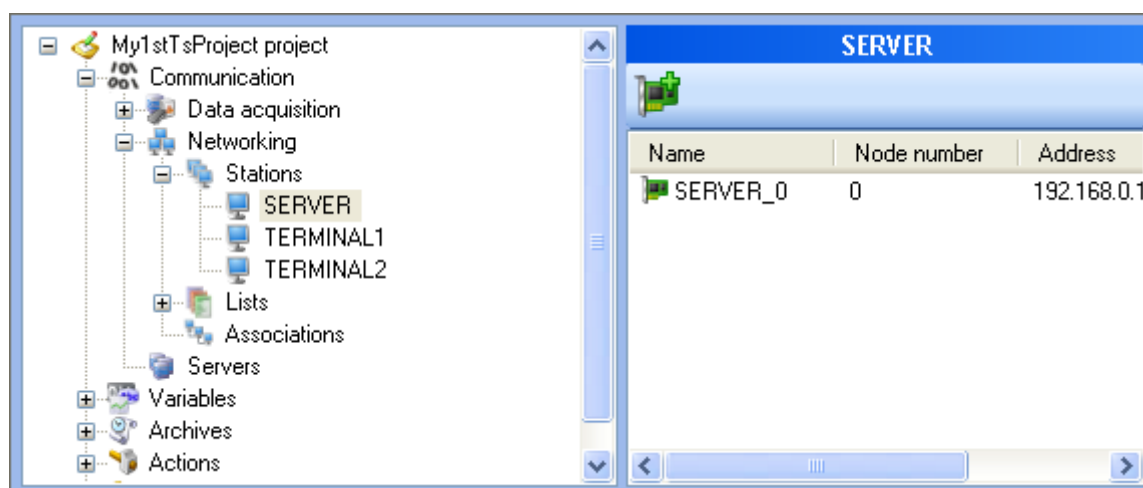 My1stTsProject project
Communication
Data acquisition
Networking
Stations
SERVER
TERMINAL1
TERMINAL2
Lists
Associations
Servers
Variables
Archives
Actions
SERVER
Name Node number Address
SERVER_0 0 192.168.0.1